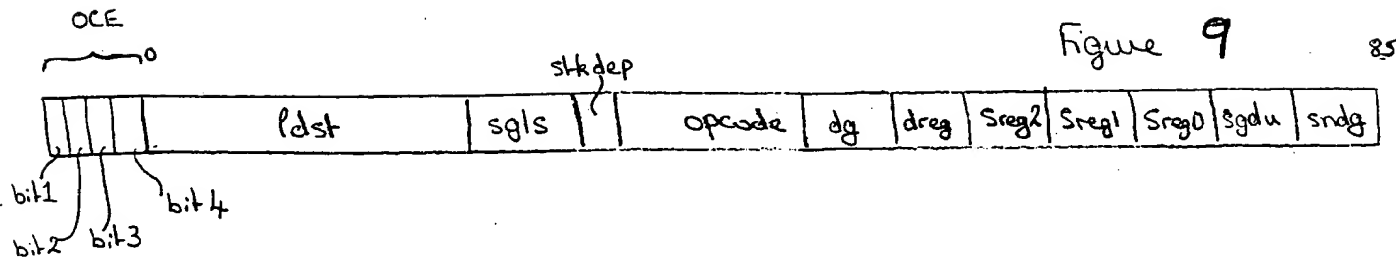 OCE
0
Figure 9
85
stkdep
ldst sgls opcode dg dreg Sreg2 Sreg1 Sreg0 Sgdu sndg
bit1
bit2
bit3
bit4